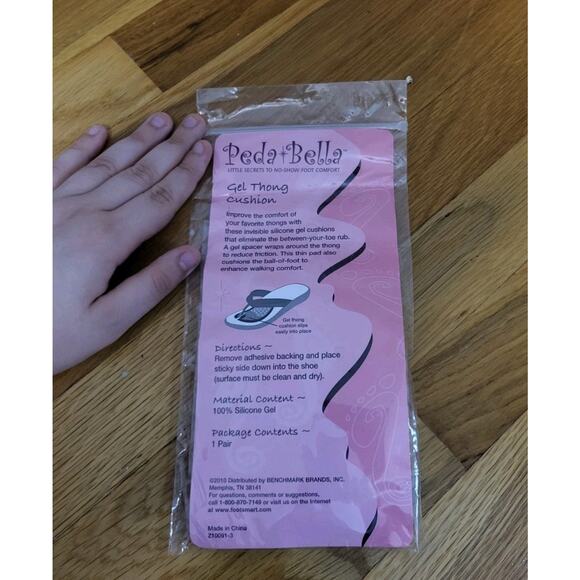 Peda Bella™
LITTLE SECRETS TO NO-SHOW FOOT COMFORT
Gel Thong
Cushion
Improve the comfort of
your favorite thongs with
these invisible silicone gel cushions
that eliminate the between-your-toe rub.
A gel spacer wraps around the thong
to reduce friction. This thin pad also
cushions the ball-of-foot to
enhance walking comfort.
Gel thong
cushion slips
easily into place
Directions ~
Remove adhesive backing and place
sticky side down into the shoe
(surface must be clean and dry).
Material Content ~
100% Silicone Gel
Package Contents ~
1 Pair
©2010 Distributed by BENCHMARK BRANDS, INC.
Memphis, TN 38141
For questions, comments or suggestions,
call 1-800-870-7149 or visit us on the Internet
at www.footsmart.com
Made in China
Z10091-3